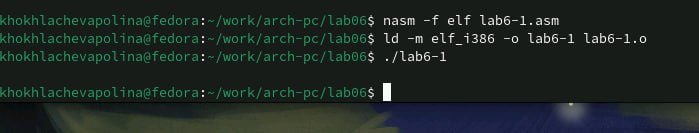 khokhlachevapolina@fedora:~/work/arch-pc/lab06$ nasm -f elf lab6-1.asm
khokhlachevapolina@fedora:~/work/arch-pc/lab06$ ld -m elf_i386 -o lab6-1 lab6-1.o
khokhlachevapolina@fedora:~/work/arch-pc/lab06$ ./lab6-1
khokhlachevapolina@fedora:~/work/arch-pc/lab06$